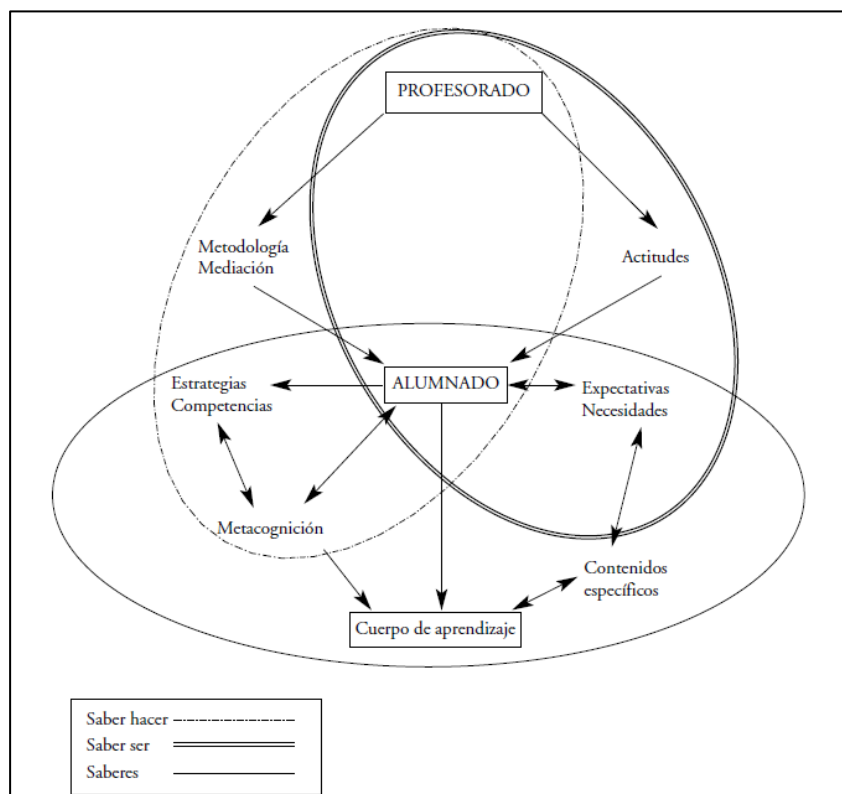 PROFESORADO
Metodología
Mediación
Actitudes
Estrategias
Competencias
ALUMNADO
Expectativas
Necesidades
Metacognición
Contenidos
específicos
Cuerpo de aprendizaje
Saber hacer
Saber ser
Saberes